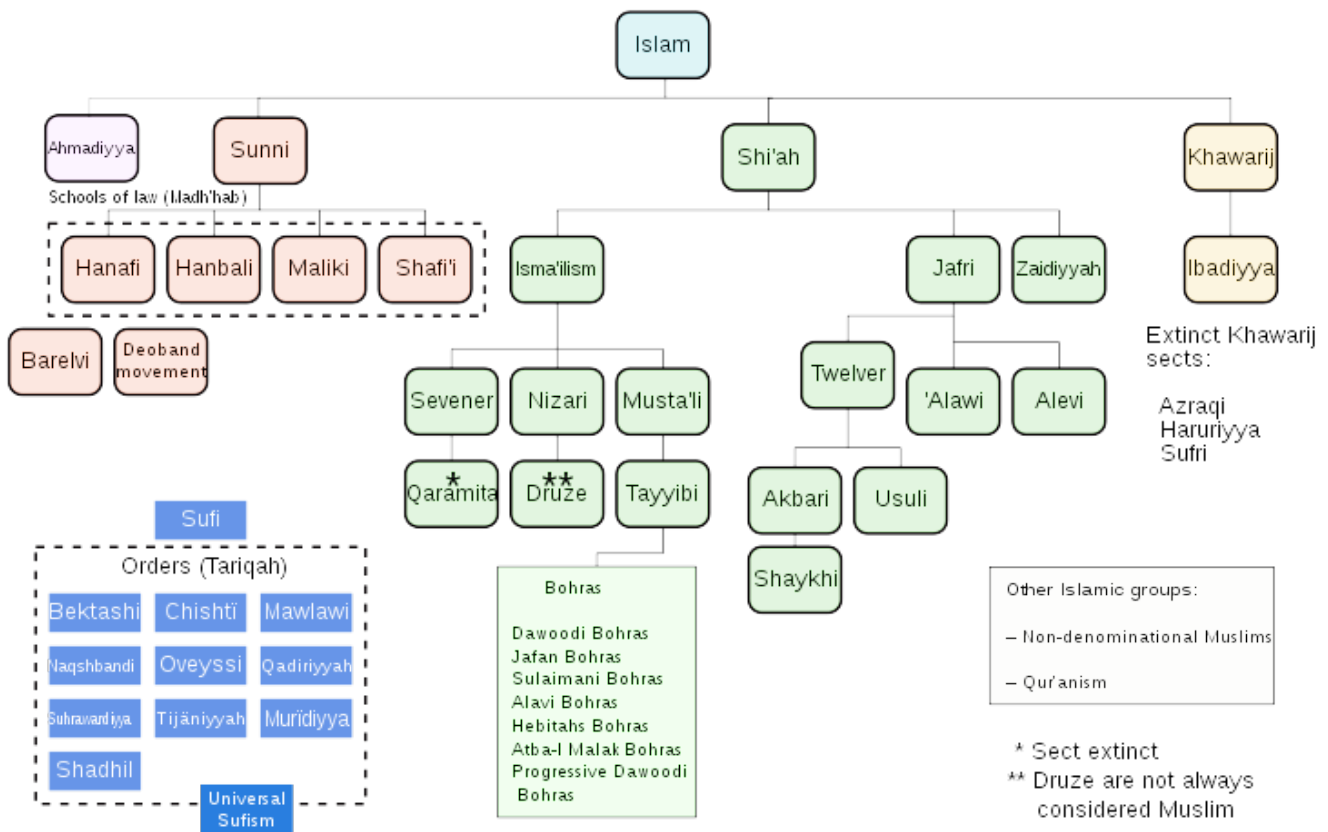 Islam
Ahmadiyya
Sunni
Shi'ah
Khawarij
Schools of law (Madh'hab)
Hanafi
Hanbali
Maliki
Shafi'i
Isma'ilism
Jafri
Zaidiyyah
Ibadiyya
Barelvi
Deoband
movement
Extinct Khawarij
sects:
Azraqi
Haruriyya
Sufri
Sevener
Nizari
Musta'li
Twelver
'Alawi
Alevi
*
Qaramita
**
Druze
Tayyibi
Akbari
Usuli
Shaykhi
Sufi
Orders (Tariqah)
Bektashi
Chishtï
Mawlawi
Naqshbandi
Oveyssi
Qadiriyyah
Suhrawardiyya
Tijäniyyah
Murïdiyya
Shadhil
Universal
Sufism
Bohras
Dawoodi Bohras
Jafan Bohras
Sulaimani Bohras
Alavi Bohras
Hebitahs Bohras
Atba-I Malak Bohras
Progressive Dawoodi
Bohras
Other Islamic groups:
– Non-denominational Muslims
– Qur'anism
* Sect extinct
** Druze are not always
considered Muslim